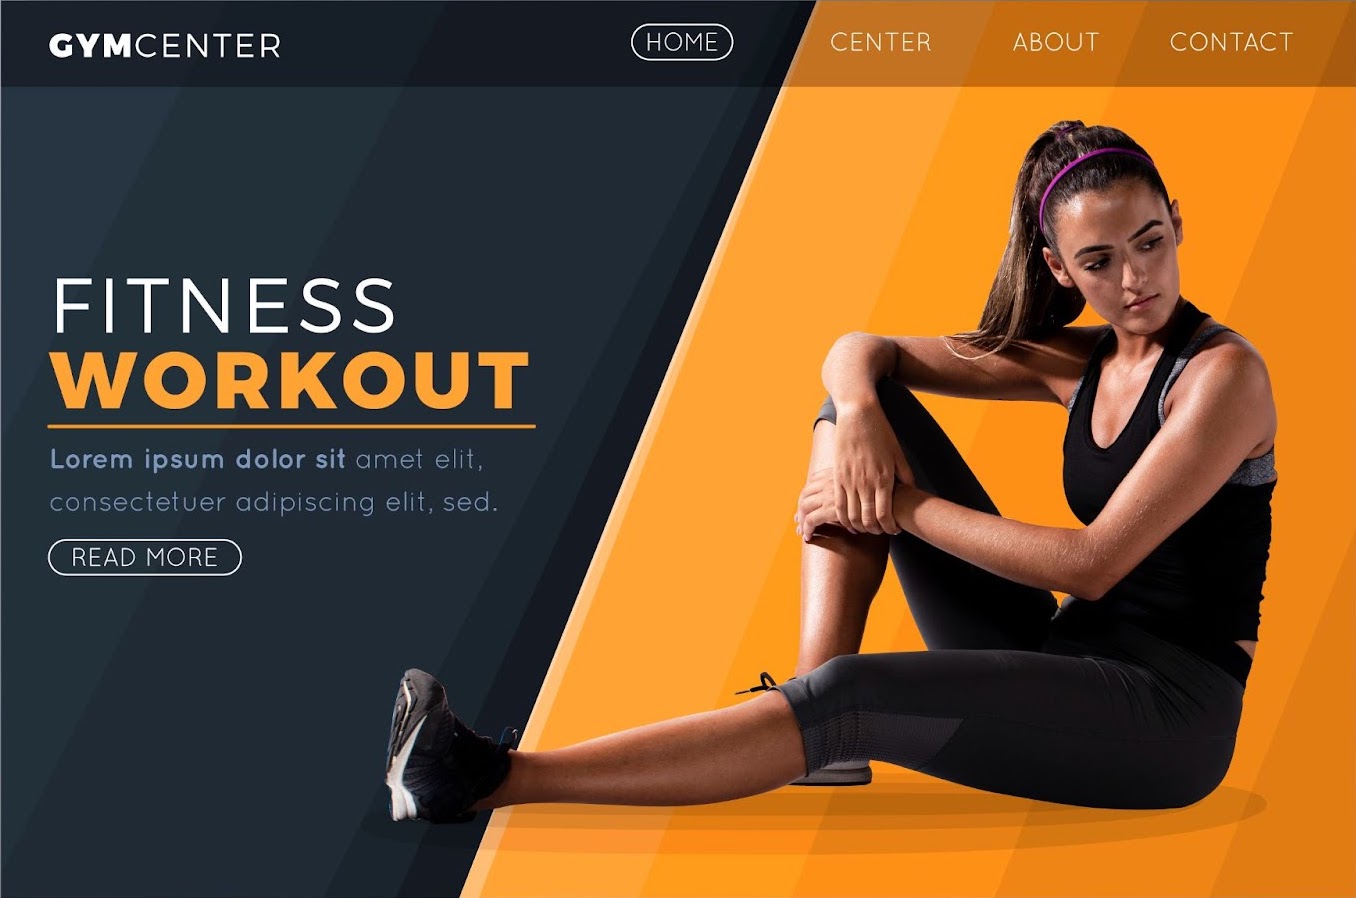 GYMCENTER HOME CENTER ABOUT CONTACT
FITNESS
WORKOUT
Lorem ipsum dolor sit amet elit,
consectetuer adipiscing elit, sed.
READ MORE